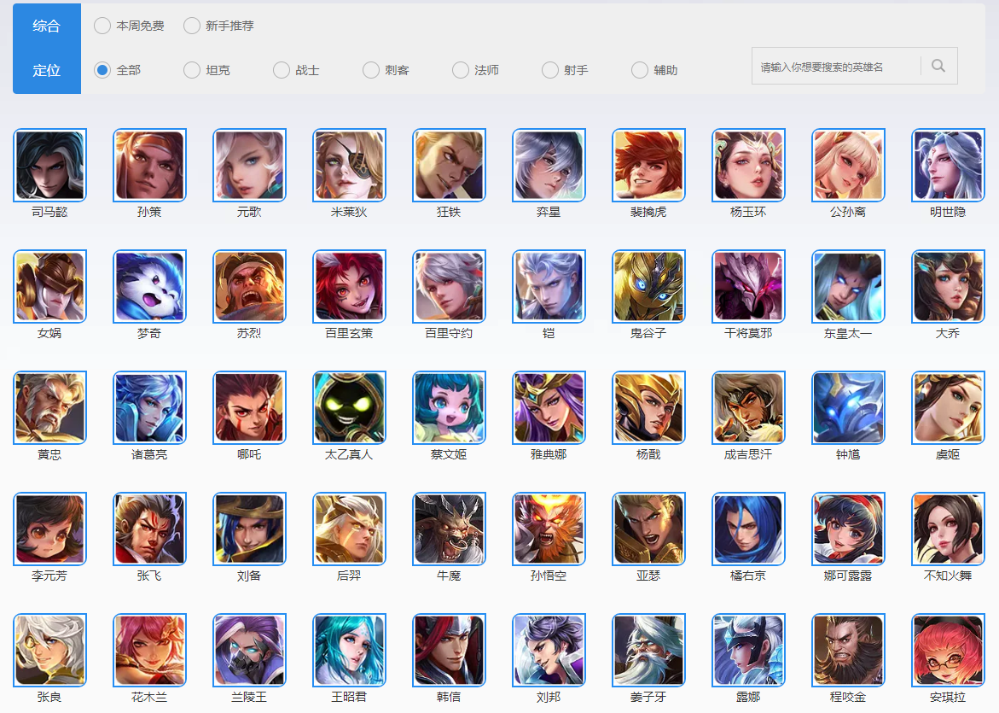 综合 本周免费 新手推荐
定位 全部 坦克 战士 刺客 法师 射手 辅助 请输入你想要搜索的英雄名
司马懿 孙策 元歌 米莱狄 狂铁 弈星 裴擒虎 杨玉环 公孙离 明世隐
女娲 梦奇 苏烈 百里玄策 百里守约 铠 鬼谷子 干将莫邪 东皇太一 大乔
黄忠 诸葛亮 哪吒 太乙真人 蔡文姬 雅典娜 杨戬 成吉思汗 钟馗 虞姬
李元芳 张飞 刘备 后羿 牛魔 孙悟空 亚瑟 橘右京 娜可露露 不知火舞
张良 花木兰 兰陵王 王昭君 韩信 刘邦 姜子牙 露娜 程咬金 安琪拉